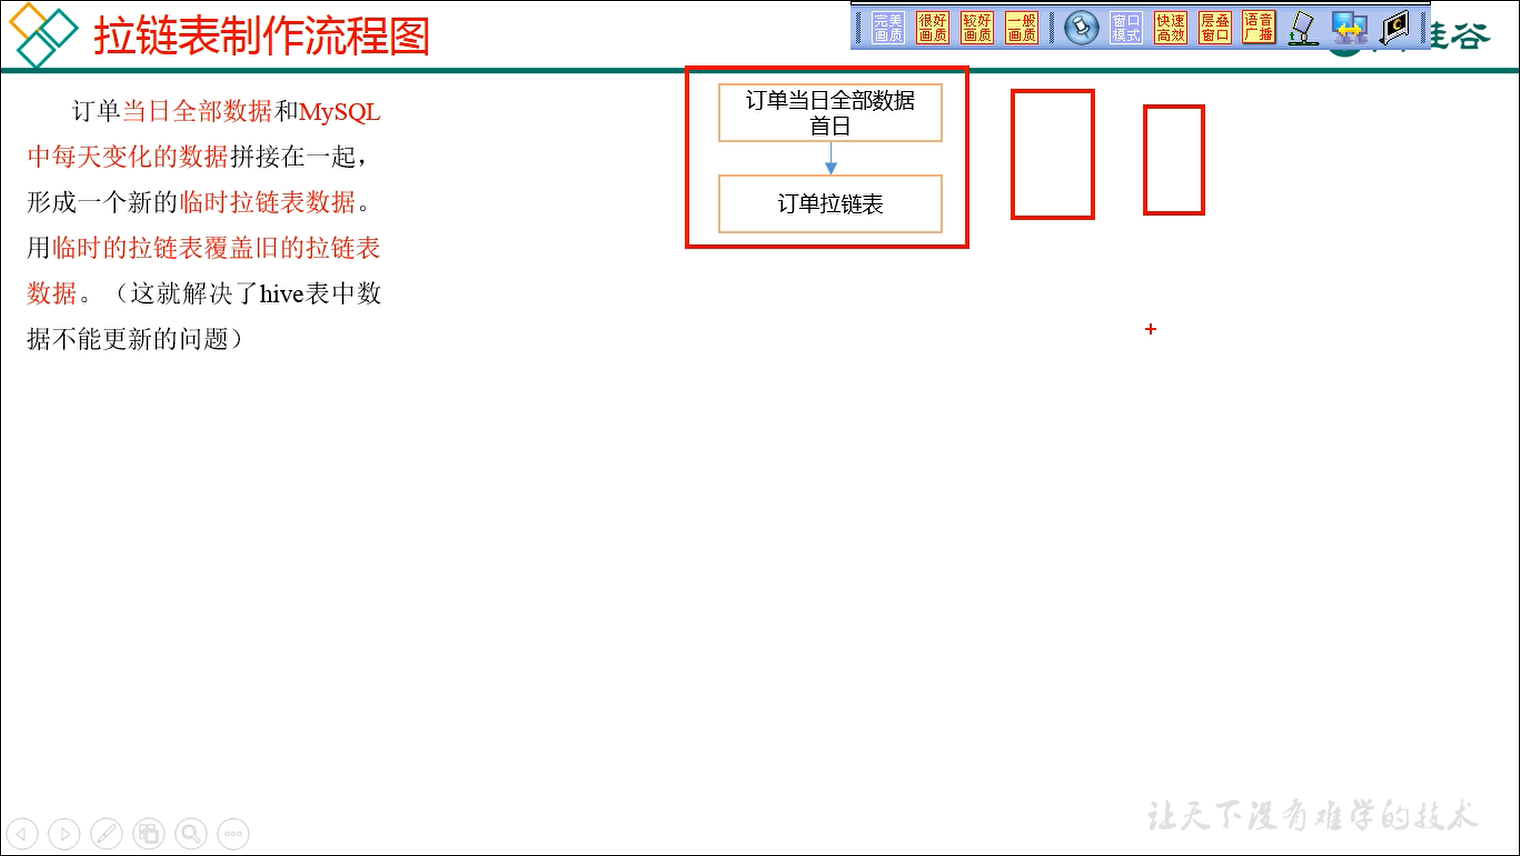 拉链表制作流程图
完美画质 很好画质 较好画质 一般画质 窗口模式 快速高效 层叠窗口 语音广播
硅谷
订单当日全部数据和MySQL
中每天变化的数据拼接在一起，
形成一个新的临时拉链表数据。
用临时的拉链表覆盖旧的拉链表
数据。（这就解决了hive表中数
据不能更新的问题）
订单当日全部数据
首日
订单拉链表
让天下没有难学的技术